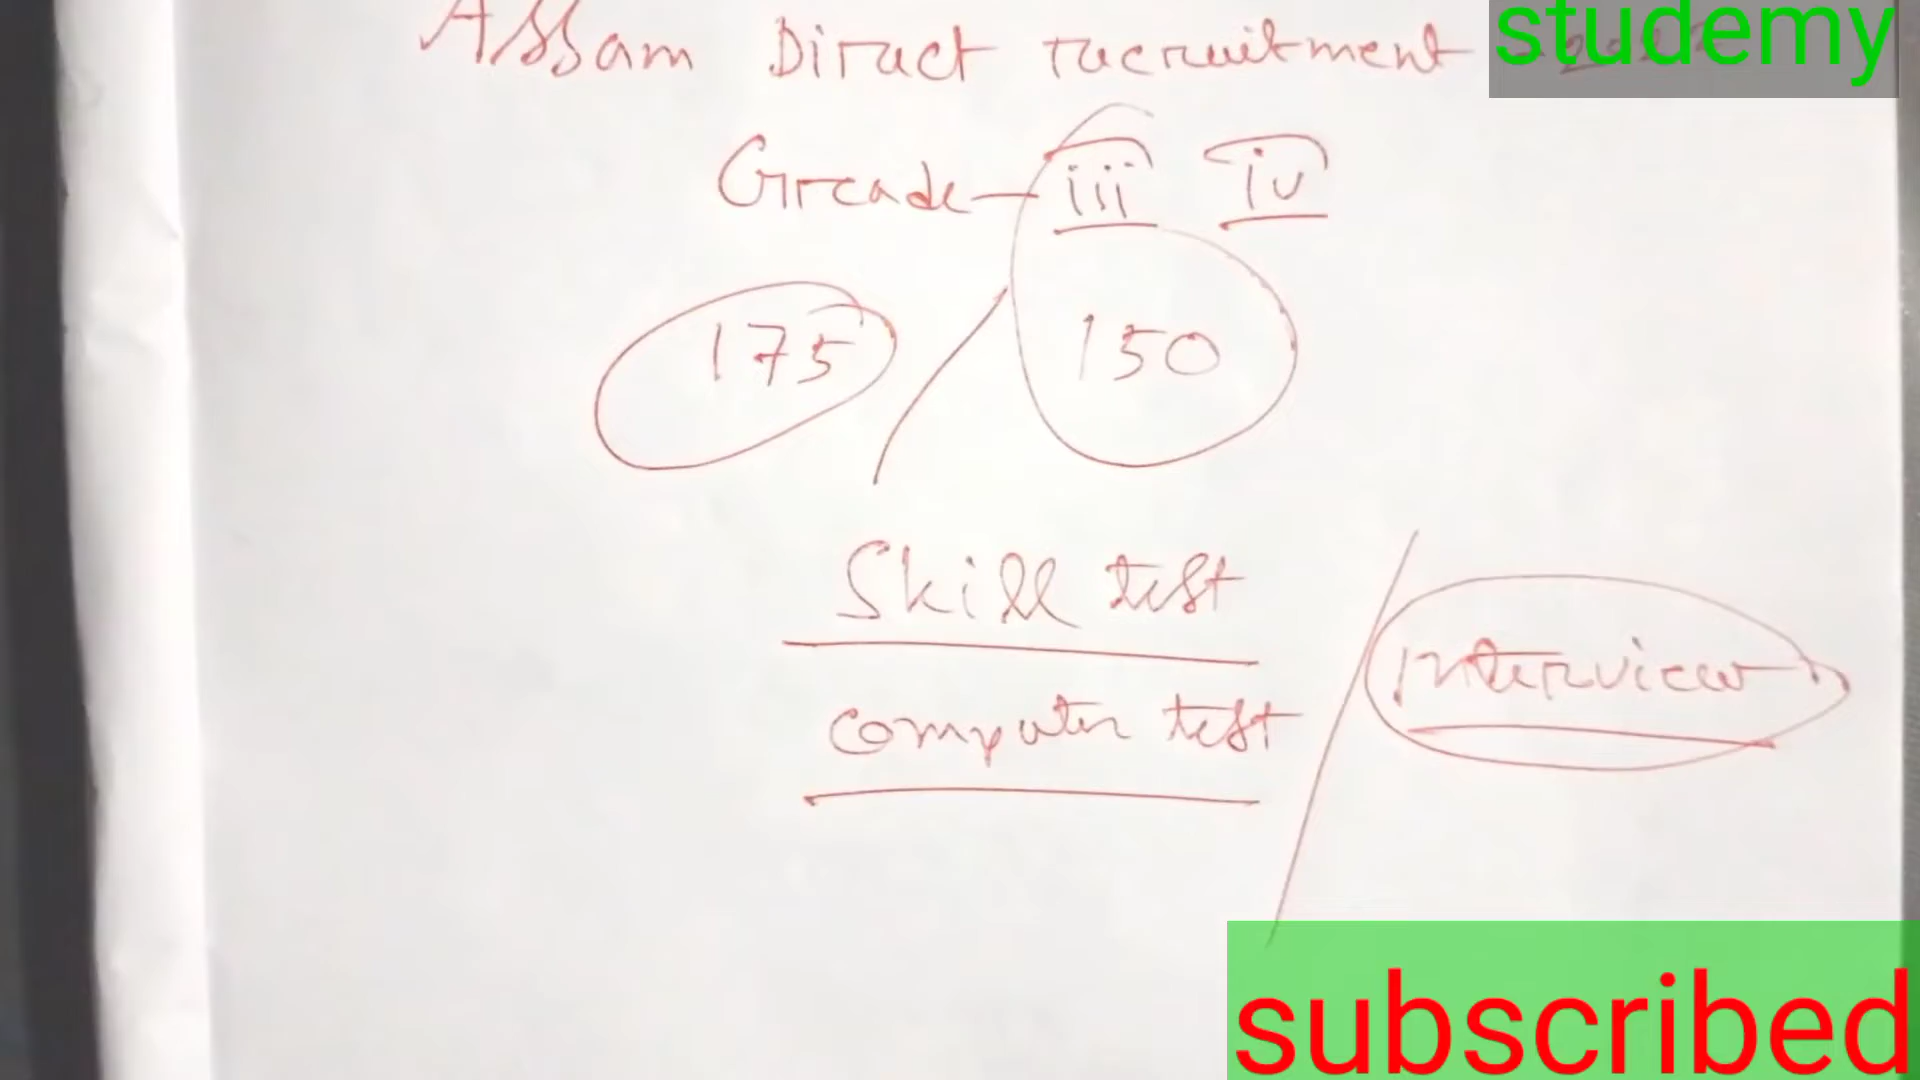 Assam Direct recruitment
studemy
Grade - iii iv
175 / 150
Skill test
computer test
interview
subscribed